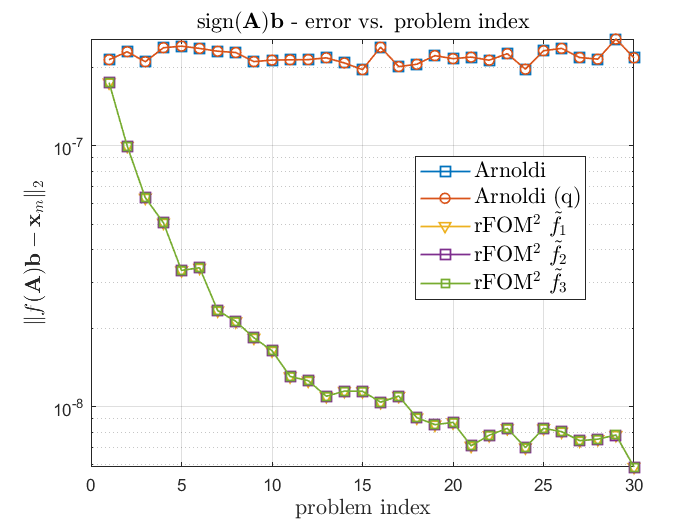 sign(A)b - error vs. problem index
‖f(A)b − x_m‖_2
10^-7
10^-8
Arnoldi
Arnoldi (q)
rFOM² f̃_1
rFOM² f̃_2
rFOM² f̃_3
0 5 10 15 20 25 30
problem index